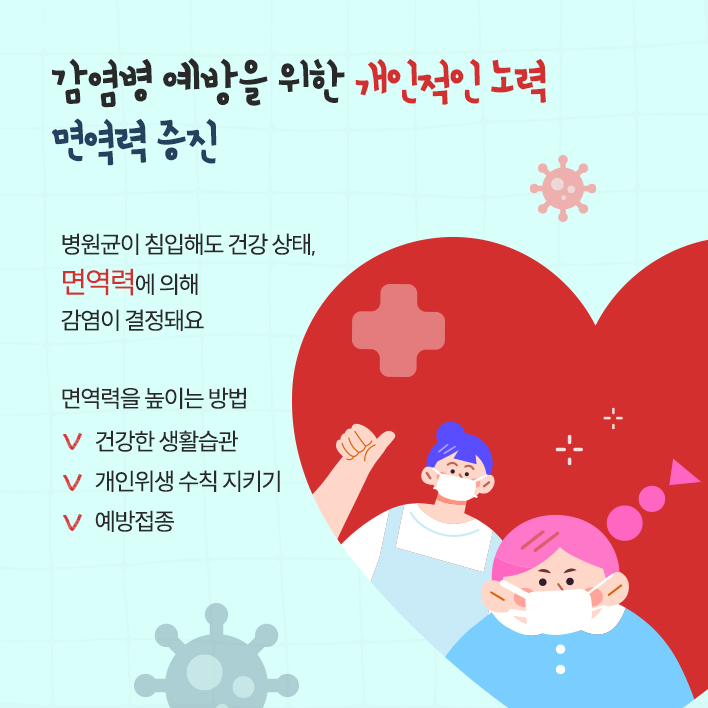 감염병 예방을 위한 개인적인 노력
면역력 증진
병원균이 침입해도 건강 상태,
면역력에 의해
감염이 결정돼요
면역력을 높이는 방법
건강한 생활습관
개인위생 수칙 지키기
예방접종